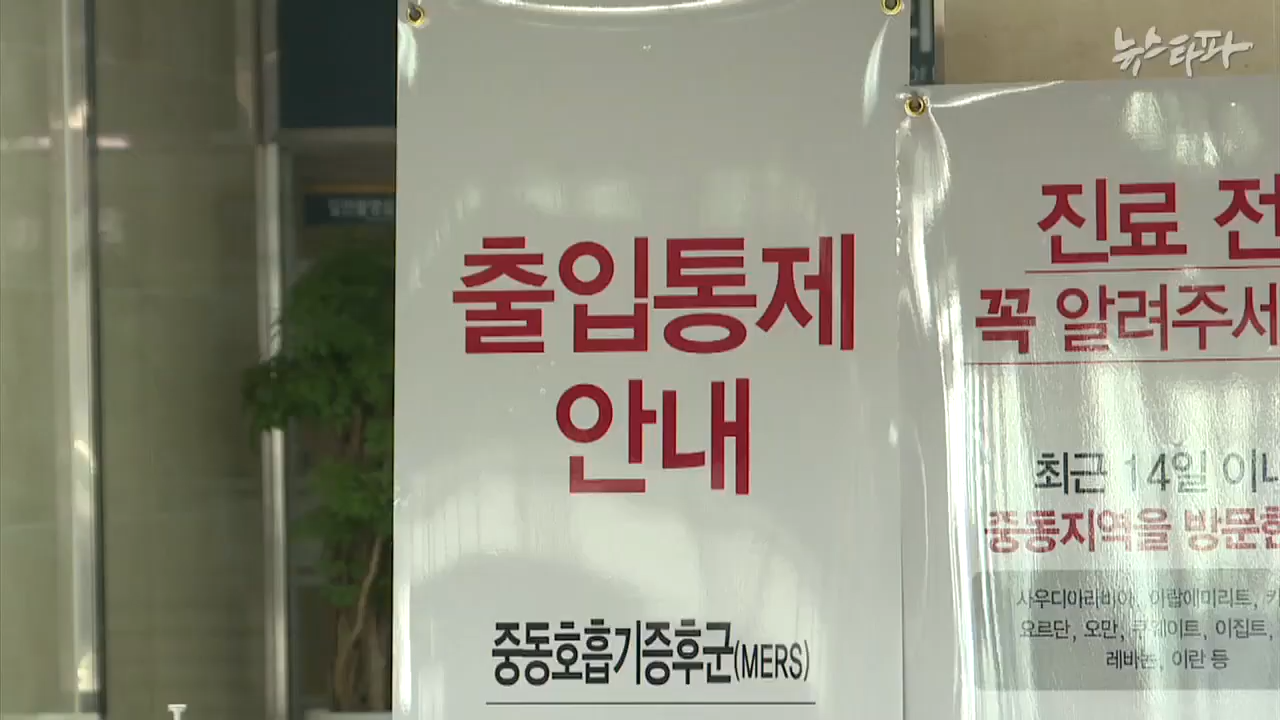 뉴스타파
출입통제
안내
중동호흡기증후군(MERS)
진료 전
꼭 알려주세
최근 14일 이내
중동지역을 방문한
사우디아라비아, 아랍에미리트,
요르단, 오만, 쿠웨이트, 이집트,
레바논, 이란 등